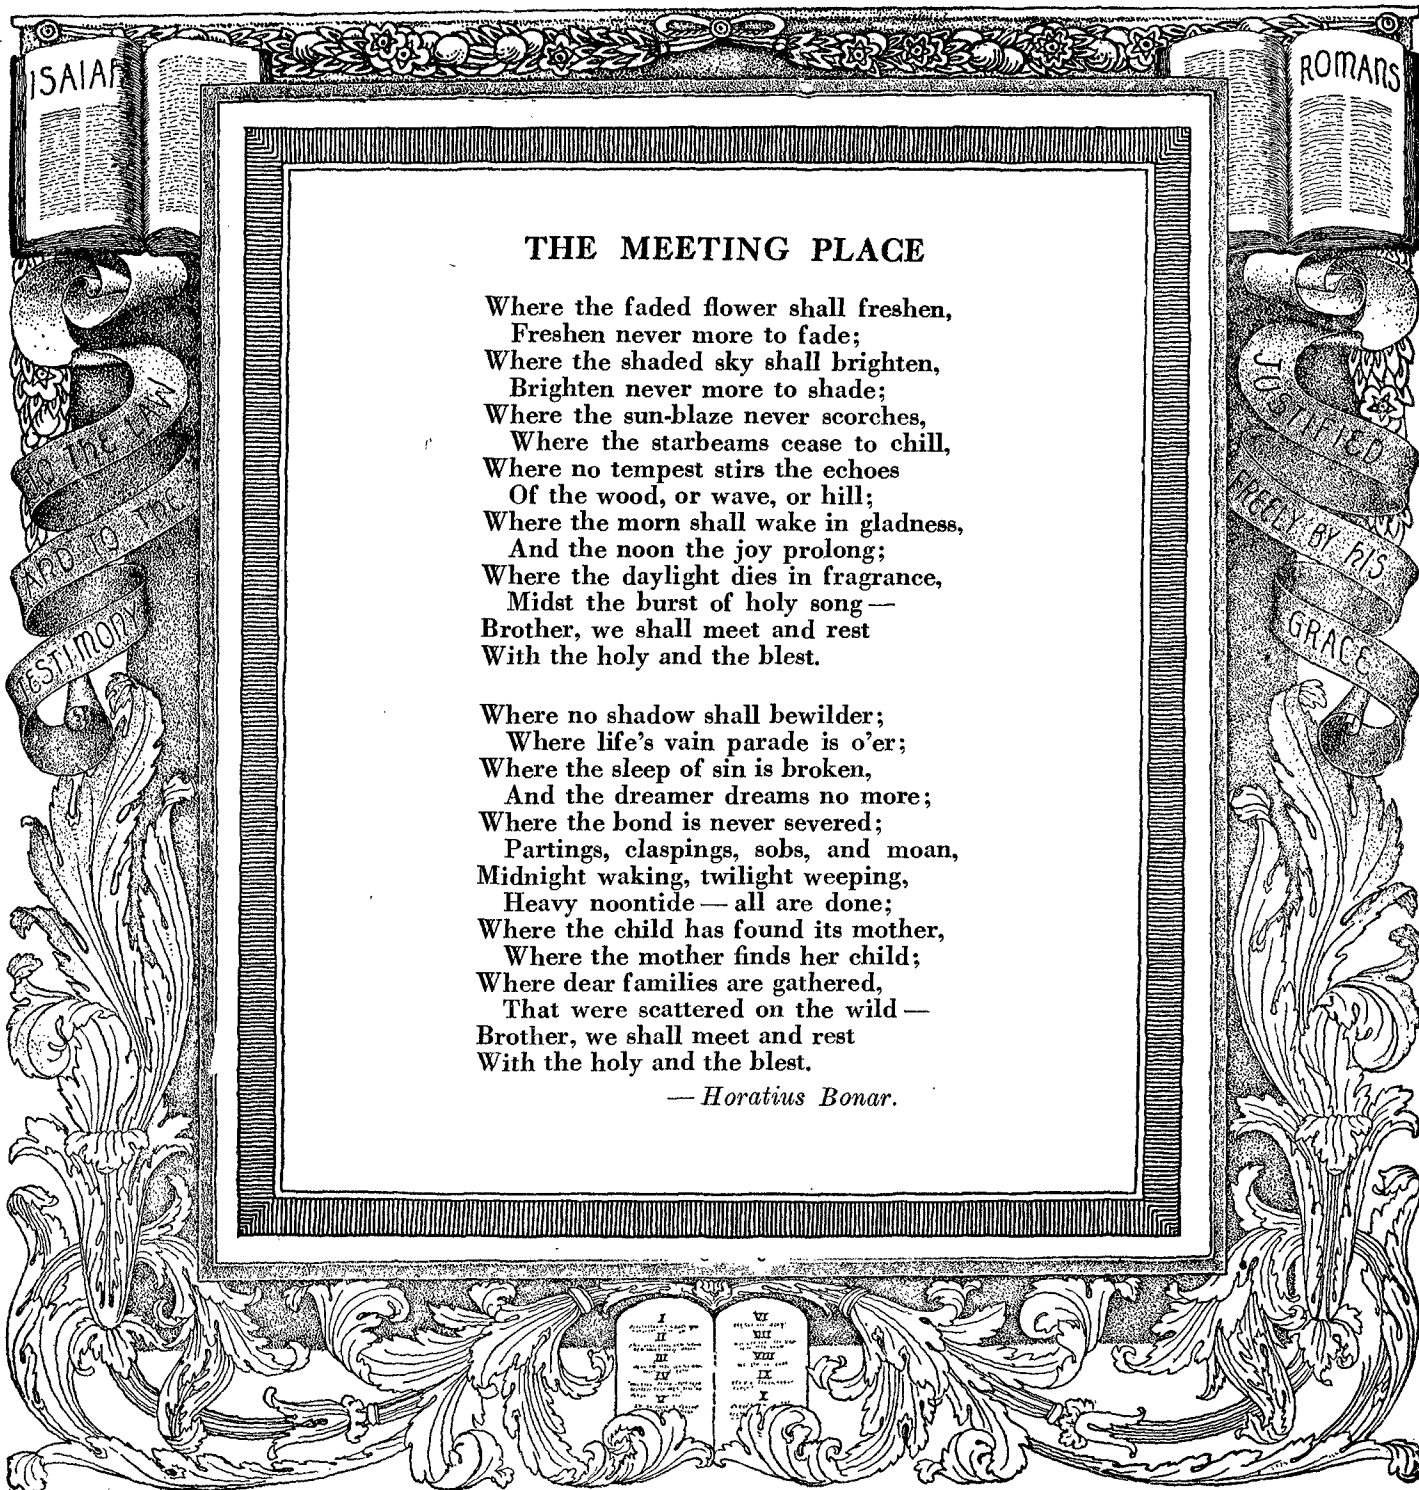 ISAIAH
ROMANS
TO THE LAW
AND TO THE
TESTIMONY
JUSTIFIED
FREELY BY HIS
GRACE
THE MEETING PLACE
Where the faded flower shall freshen,
Freshen never more to fade;
Where the shaded sky shall brighten,
Brighten never more to shade;
Where the sun-blaze never scorches,
Where the starbeams cease to chill,
Where no tempest stirs the echoes
Of the wood, or wave, or hill;
Where the morn shall wake in gladness,
And the noon the joy prolong;
Where the daylight dies in fragrance,
Midst the burst of holy song —
Brother, we shall meet and rest
With the holy and the blest.
Where no shadow shall bewilder;
Where life's vain parade is o'er;
Where the sleep of sin is broken,
And the dreamer dreams no more;
Where the bond is never severed;
Partings, claspings, sobs, and moan,
Midnight waking, twilight weeping,
Heavy noontide — all are done;
Where the child has found its mother,
Where the mother finds her child;
Where dear families are gathered,
That were scattered on the wild —
Brother, we shall meet and rest
With the holy and the blest.
— Horatius Bonar.
I
II
III
IV
V
VI
VII
VIII
IX
X